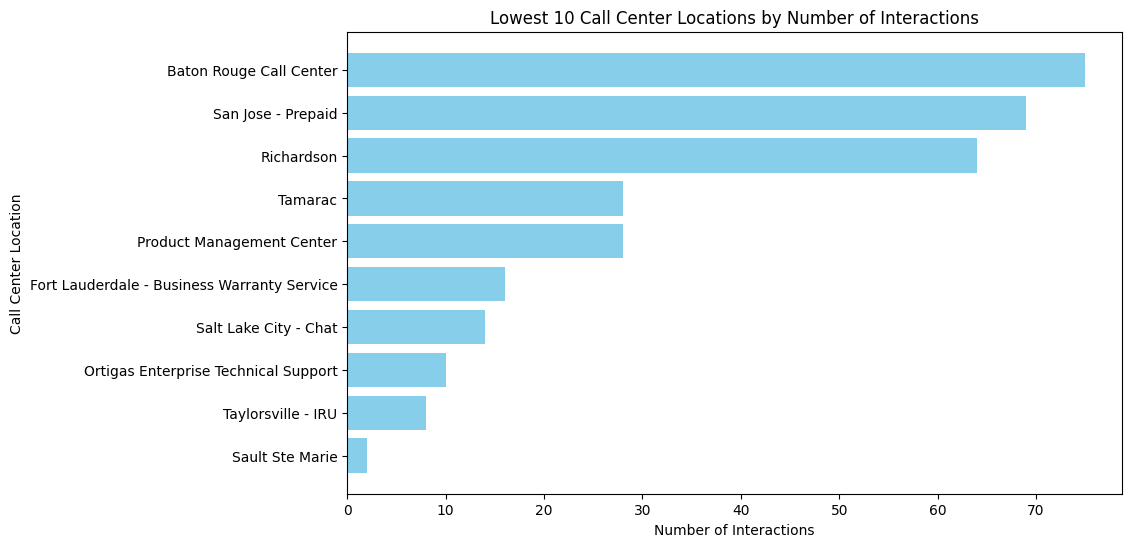 Lowest 10 Call Center Locations by Number of Interactions
Call Center Location
Baton Rouge Call Center
San Jose - Prepaid
Richardson
Tamarac
Product Management Center
Fort Lauderdale - Business Warranty Service
Salt Lake City - Chat
Ortigas Enterprise Technical Support
Taylorsville - IRU
Sault Ste Marie
0 10 20 30 40 50 60 70
Number of Interactions